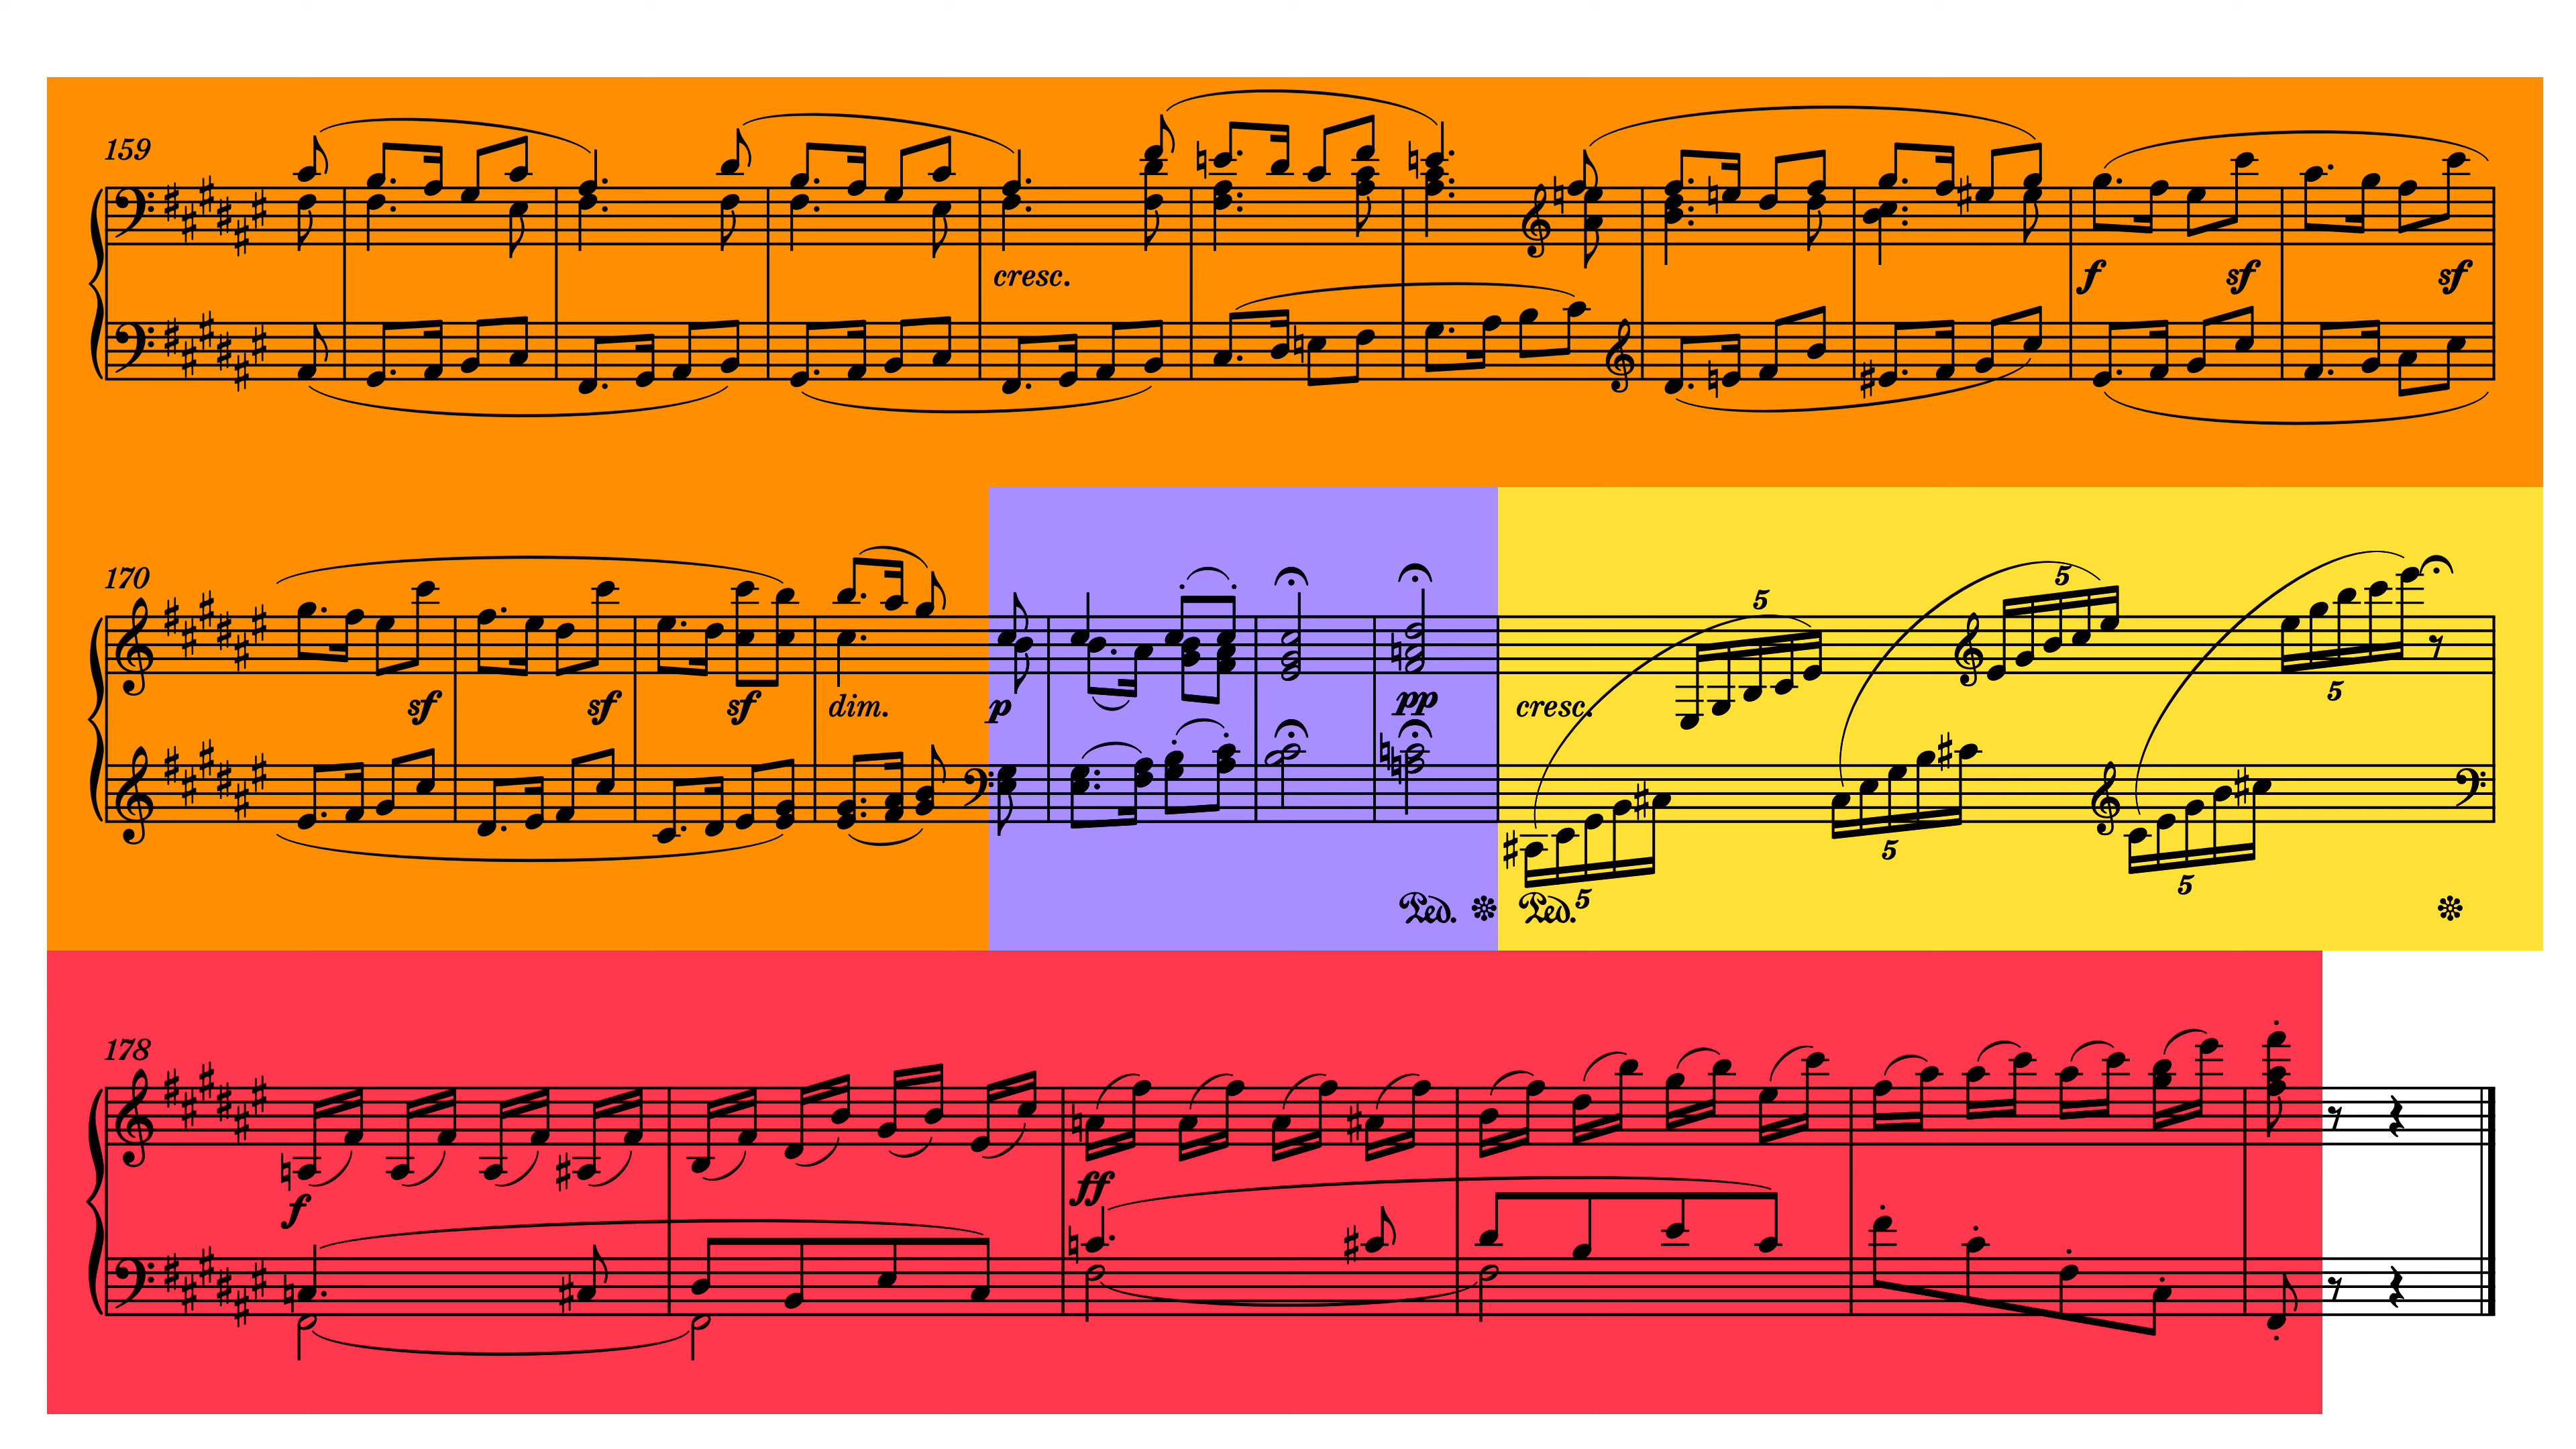 159
cresc.
f sf sf
170
5 5
sf sf sf dim. p pp cresc.
5
5
5 5
Ped. Ped.
178
f ff